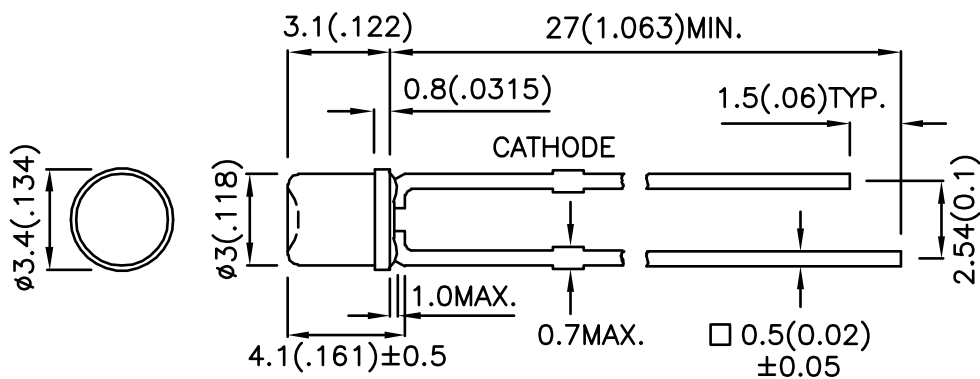 3.1(.122)
27(1.063)MIN.
0.8(.0315)
1.5(.06)TYP.
CATHODE
ø3.4(.134)
ø3(.118)
2.54(0.1)
1.0MAX.
0.7MAX.
□ 0.5(0.02)
±0.05
4.1(.161)±0.5